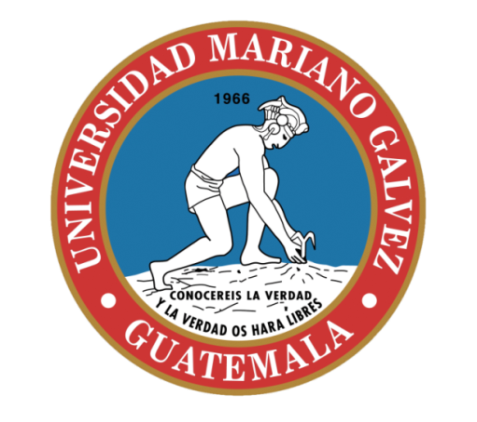 UNIVERSIDAD MARIANO GALVEZ
1966
CONOCEREIS LA VERDAD
Y LA VERDAD OS HARA LIBRES
GUATEMALA